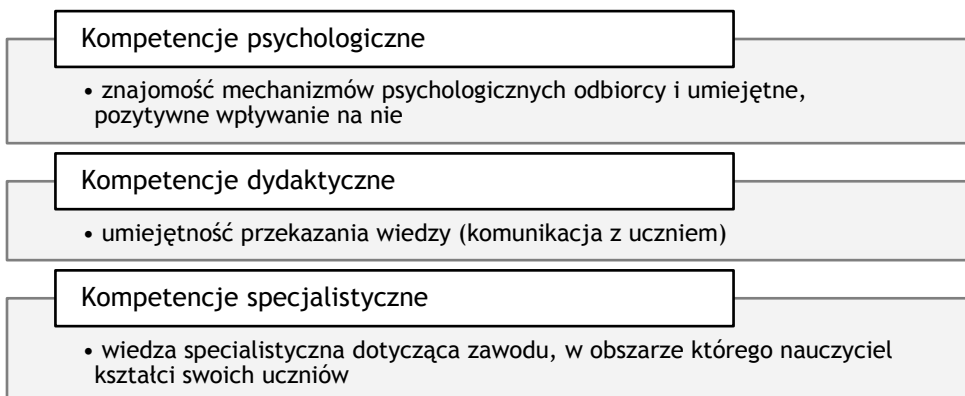 Kompetencje psychologiczne
• znajomość mechanizmów psychologicznych odbiorcy i umiejętne,
pozytywne wpływanie na nie
Kompetencje dydaktyczne
• umiejętność przekazania wiedzy (komunikacja z uczniem)
Kompetencje specjalistyczne
• wiedza specialistyczna dotycząca zawodu, w obszarze którego nauczyciel
kształci swoich uczniów